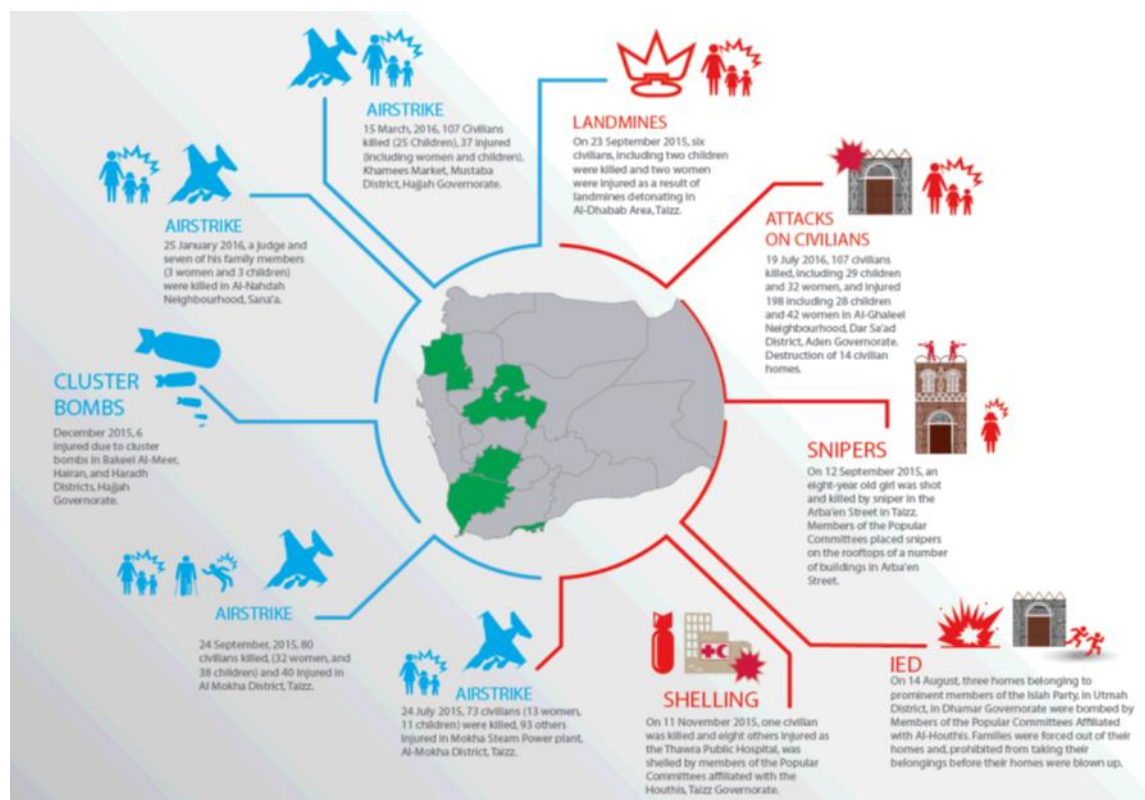 AIRSTRIKE
15 March, 2016, 107 Civilians
killed (25 Children), 37 injured
(including women and children).
Khamees Market, Mustaba
District, Hajjah Governorate.
LANDMINES
On 23 September 2015, six
civilians, including two children
were killed and two women
were injured as a result of
landmines detonating in
Al-Dhabab Area, Taizz.
ATTACKS
ON CIVILIANS
19 July 2016, 107 civilians
killed, including 29 children
and 32 women, and injured
198 including 28 children
and 42 women in Al-Ghaleel
Neighbourhood, Dar Sa'ad
District, Aden Governorate.
Destruction of 14 civilian
homes.
AIRSTRIKE
25 January 2016, a judge and
seven of his family members
(3 women and 3 children)
were killed in Al-Nahdah
Neighbourhood, Sana'a.
CLUSTER
BOMBS
December 2015, 6
injured due to cluster
bombs in Bakeel Al-Meer,
Hairan, and Haradh
Districts, Hajjah
Governorate.
SNIPERS
On 12 September 2015, an
eight-year old girl was shot
and killed by sniper in the
Arba'en Street in Taizz.
Members of the Popular
Committees placed snipers
on the rooftops of a number
of buildings in Arba'en
Street.
AIRSTRIKE
24 September, 2015, 80
civilians killed, (32 women, and
38 children) and 40 injured in
Al Mokha District, Taizz.
AIRSTRIKE
24 July 2015, 73 civilians (13 women,
11 children) were killed, 93 others
injured in Mokha Steam Power plant,
Al-Mokha District, Taizz.
SHELLING
On 11 November 2015, one civilian
was killed and eight others injured as
the Thawra Public Hospital, was
shelled by members of the Popular
Committees affiliated with the
Houthis, Taizz Governorate.
IED
On 14 August, three homes belonging to
prominent members of the Islah Party, in Utmah
District, in Dhamar Governorate were bombed by
Members of the Popular Committees Affiliated
with Al-Houthis. Families were forced out of their
homes and, prohibited from taking their
belongings before their homes were blown up.